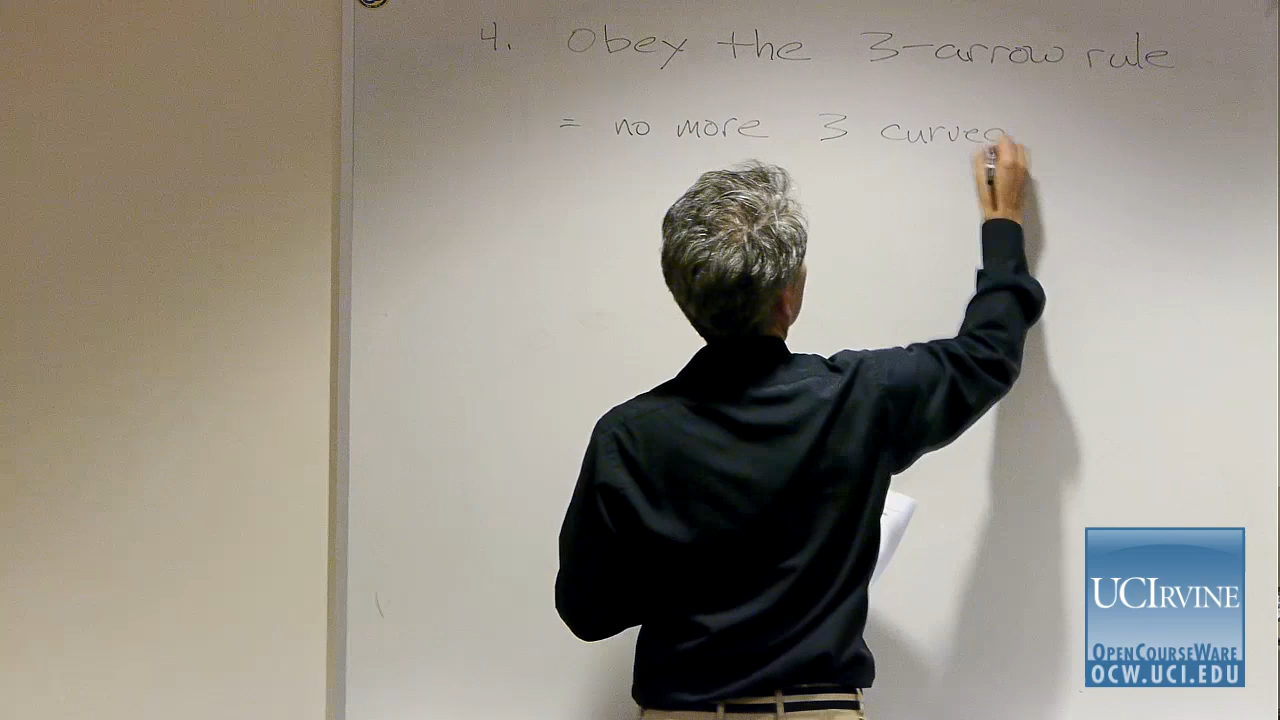 4. Obey the 3-arrow rule
= no more 3 curved
UCIRVINE
OPENCOURSEWARE
OCW.UCI.EDU